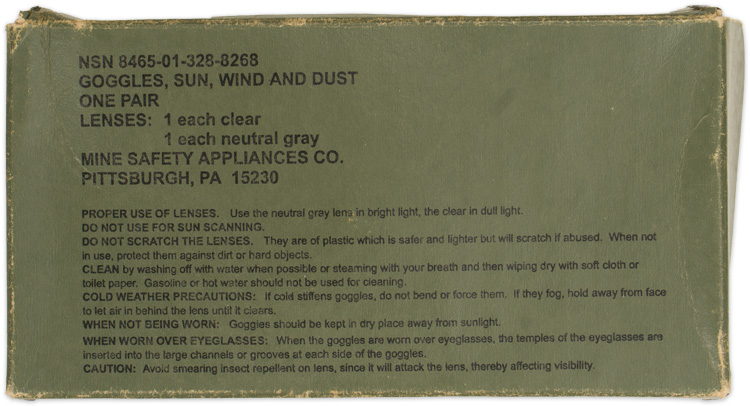 NSN 8465-01-328-8268
GOGGLES, SUN, WIND AND DUST
ONE PAIR
LENSES: 1 each clear
1 each neutral gray
MINE SAFETY APPLIANCES CO.
PITTSBURGH, PA 15230
PROPER USE OF LENSES. Use the neutral gray lens in bright light, the clear in dull light.
DO NOT USE FOR SUN SCANNING.
DO NOT SCRATCH THE LENSES. They are of plastic which is safer and lighter but will scratch if abused. When not
in use, protect them against dirt or hard objects.
CLEAN by washing off with water when possible or steaming with your breath and then wiping dry with soft cloth or
toilet paper. Gasoline or hot water should not be used for cleaning.
COLD WEATHER PRECAUTIONS: If cold stiffens goggles, do not bend or force them. If they fog, hold away from face
to let air in behind the lens until it clears.
WHEN NOT BEING WORN: Goggles should be kept in dry place away from sunlight.
WHEN WORN OVER EYEGLASSES: When the goggles are worn over eyeglasses, the temples of the eyeglasses are
inserted into the large channels or grooves at each side of the goggles.
CAUTION: Avoid smearing insect repellent on lens, since it will attack the lens, thereby affecting visibility.